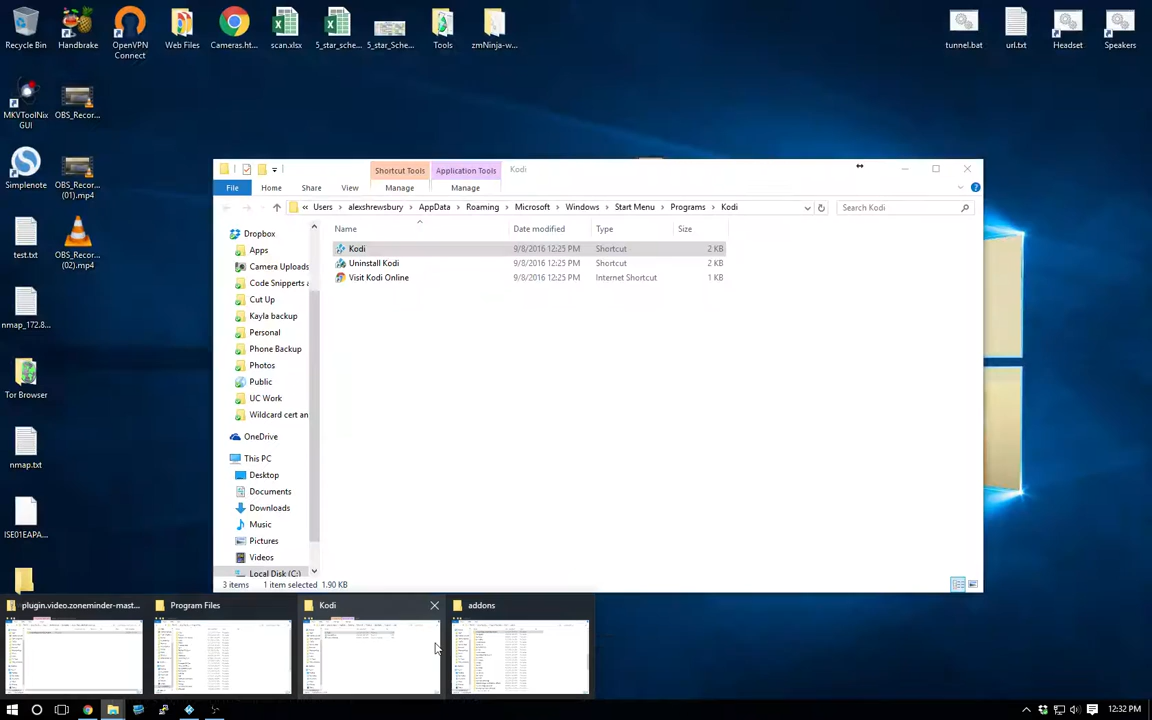 Recycle Bin
Handbrake
OpenVPN
Connect
Web Files
Cameras.ht...
scan.xlsx
5_star_sche...
5_star_Sche...
Tools
zmNinja-w...
tunnel.bat
url.txt
Headset
Speakers
MKVToolNix
GUI
OBS_Recor...
Simplenote
OBS_Recor...
(01).mp4
test.txt
OBS_Recor...
(02).mp4
nmap_172.8...
Tor Browser
nmap.txt
ISE01EAPA...
Shortcut Tools
Application Tools
Kodi
File
Home
Share
View
Manage
Manage
« Users
alexshrewsbury
AppData
Roaming
Microsoft
Windows
Start Menu
Programs
Kodi
Search Kodi
Name
Date modified
Type
Size
Kodi 9/8/2016 12:25 PM Shortcut 2 KB
Uninstall Kodi 9/8/2016 12:25 PM Shortcut 2 KB
Visit Kodi Online 9/8/2016 12:25 PM Internet Shortcut 1 KB
Dropbox
Apps
Camera Uploads
Code Snipperts a
Cut Up
Kayla backup
Personal
Phone Backup
Photos
Public
UC Work
Wildcard cert an
OneDrive
This PC
Desktop
Documents
Downloads
Music
Pictures
Videos
Local Disk (C:)
3 items
1 item selected 1.90 KB
plugin.video.zoneminder-mast...
Program Files
Kodi
addons
12:32 PM